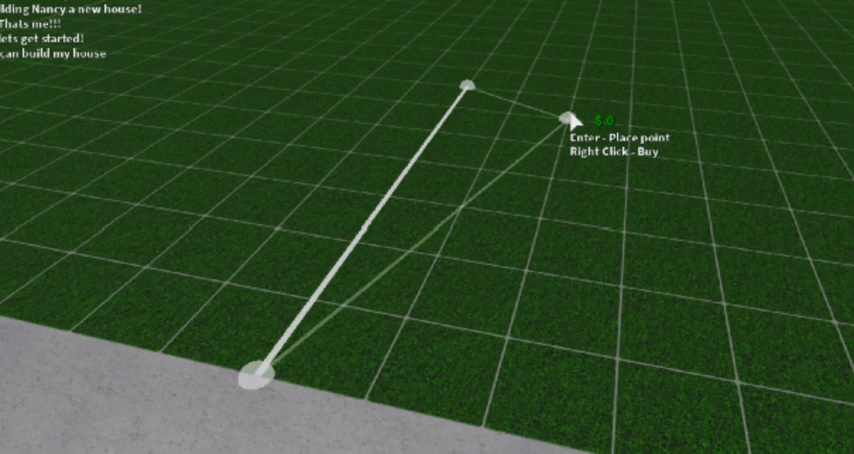 lding Nancy a new house!
Thats me!!!
lets get started!
can build my house
$ 0
Enter - Place point
Right Click - Buy